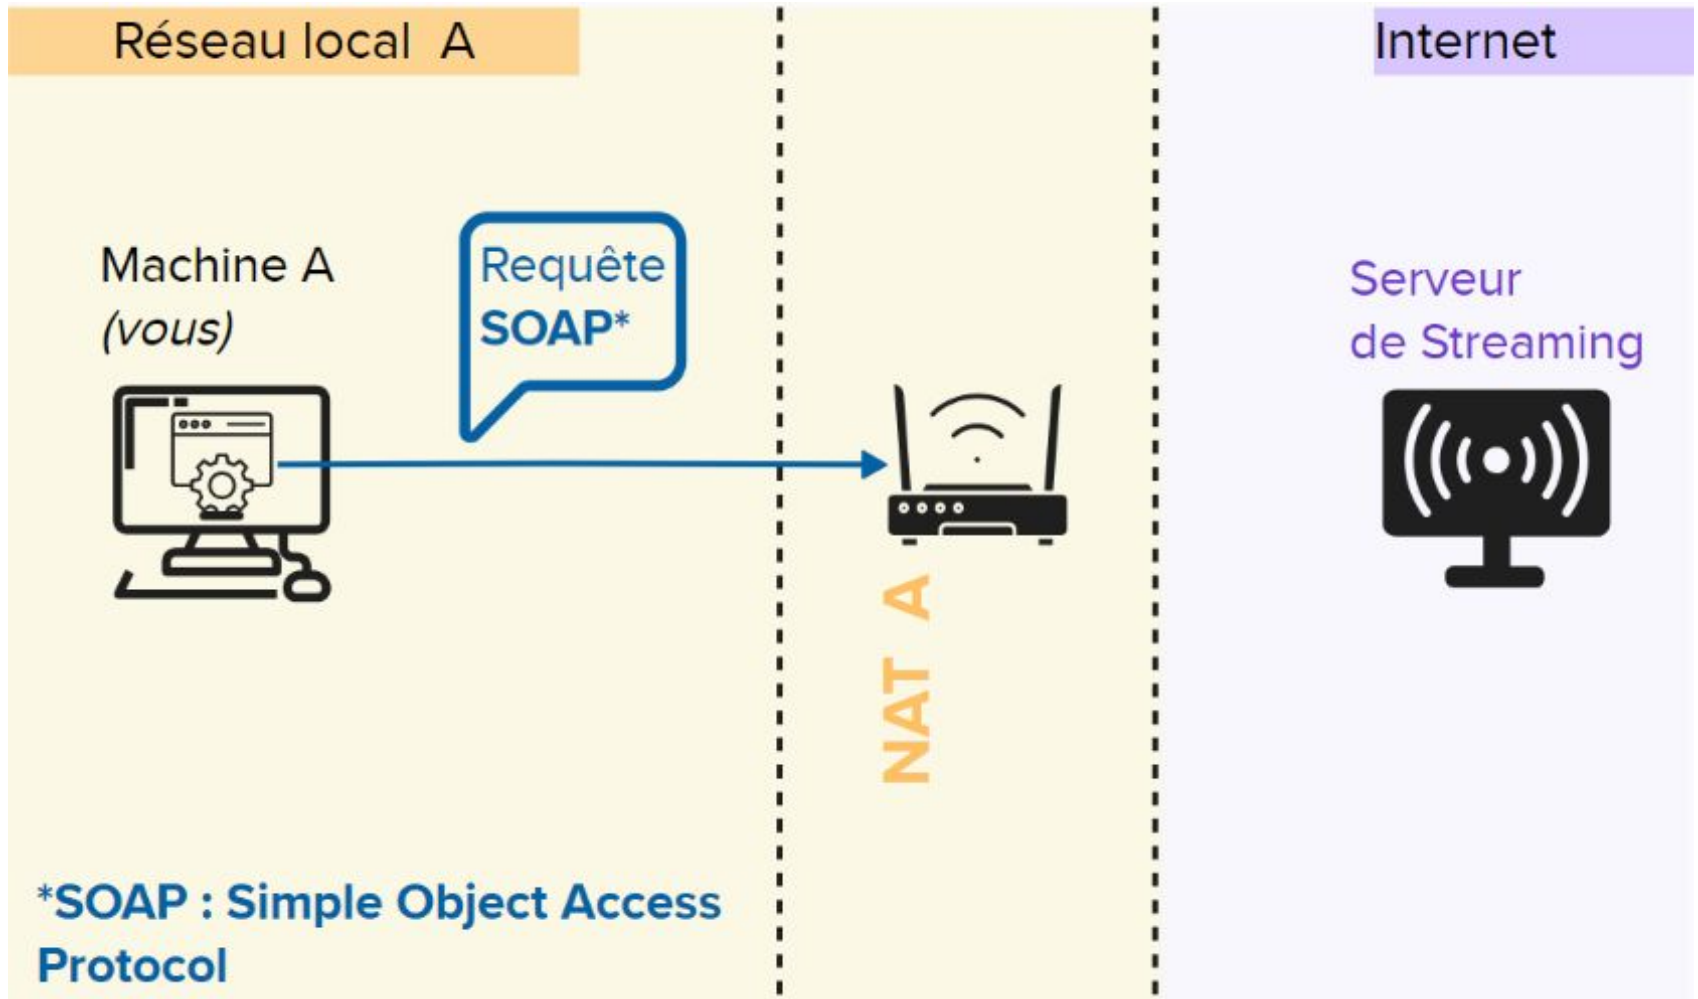 Réseau local A
Internet
Machine A
(vous)
Requête
SOAP*
Serveur
de Streaming
NAT A
*SOAP : Simple Object Access
Protocol